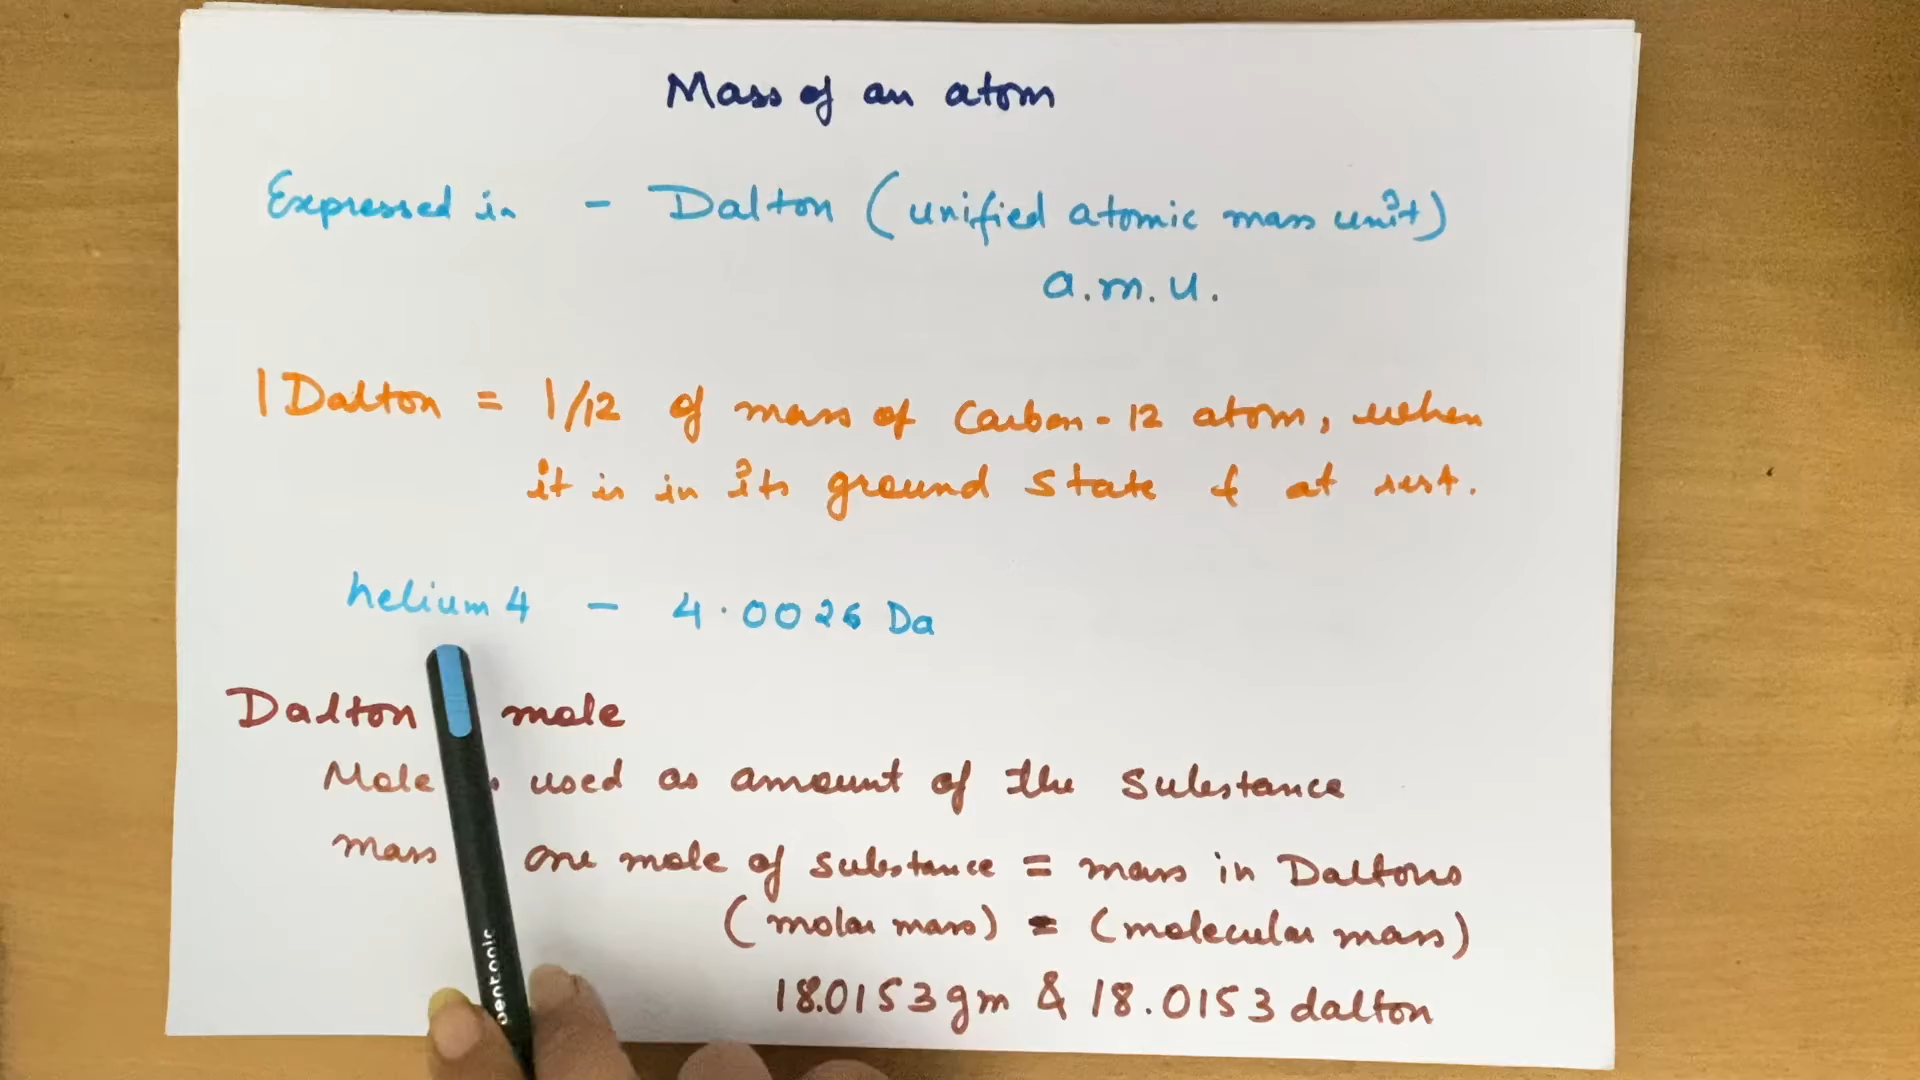 Mass of an atom
Expressed in - Dalton (unified atomic mass unit)
a.m.u.
1 Dalton = 1/12 of mass of Carbon-12 atom, when
it is in its ground state & at rest.
helium 4 - 4.0026 Da
Dalton mole
Mole used as amount of the substance
mass one mole of substance = mass in Daltons
(molar mass) = (molecular mass)
18.0153 gm & 18.0153 dalton
pentonic